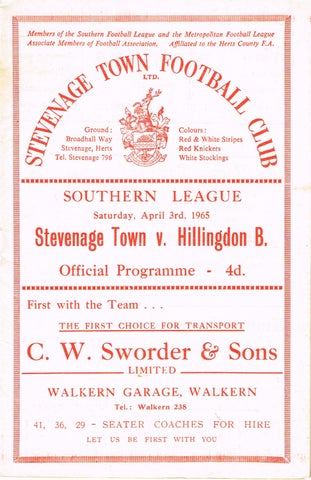 Members of the Southern Football League and the Metropolitan Football League
Associate Members of Football Association. Affiliated to the Herts County F.A.
STEVENAGE TOWN FOOTBALL CLUB
LTD.
Ground :
Broadhall Way
Stevenage, Herts
Tel. Stevenage 796
Colours :
Red & White Stripes
Red Knickers
White Stockings
SOUTHERN LEAGUE
Saturday, April 3rd. 1965
Stevenage Town v. Hillingdon B.
Official Programme - 4d.
First with the Team . . .
THE FIRST CHOICE FOR TRANSPORT
C. W. Sworder & Sons
LIMITED
WALKERN GARAGE, WALKERN
Tel.: Walkern 238
41, 36, 29 - SEATER COACHES FOR HIRE
LET US BE FIRST WITH YOU